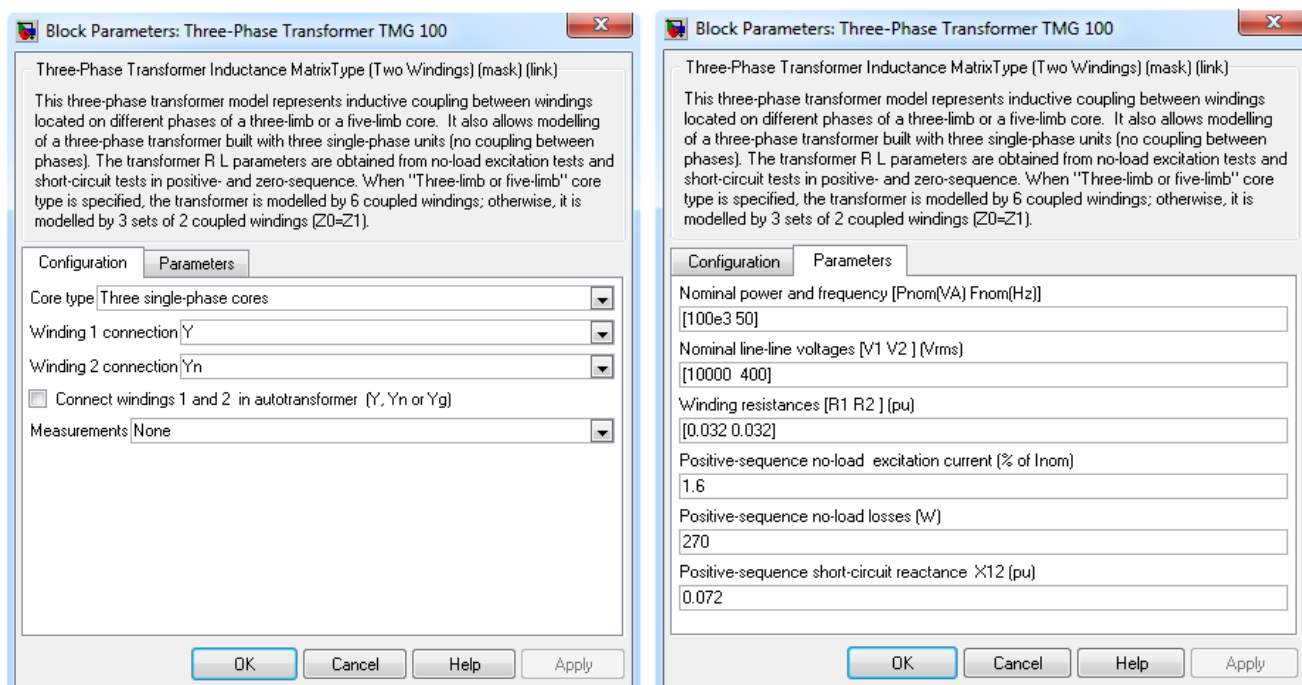 Block Parameters: Three-Phase Transformer TMG 100
Three-Phase Transformer Inductance MatrixType (Two Windings) (mask) (link)
This three-phase transformer model represents inductive coupling between windings
located on different phases of a three-limb or a five-limb core.  It also allows modelling
of a three-phase transformer built with three single-phase units (no coupling between
phases). The transformer R L parameters are obtained from no-load excitation tests and
short-circuit tests in positive- and zero-sequence. When "Three-limb or five-limb" core
type is specified, the transformer is modelled by 6 coupled windings; otherwise, it is
modelled by 3 sets of 2 coupled windings (Z0=Z1).
Configuration
Parameters
Core type Three single-phase cores
Winding 1 connection Y
Winding 2 connection Yn
Connect windings 1 and 2  in autotransformer  (Y, Yn or Yg)
Measurements None
OK
Cancel
Help
Apply
Block Parameters: Three-Phase Transformer TMG 100
Three-Phase Transformer Inductance MatrixType (Two Windings) (mask) (link)
This three-phase transformer model represents inductive coupling between windings
located on different phases of a three-limb or a five-limb core.  It also allows modelling
of a three-phase transformer built with three single-phase units (no coupling between
phases). The transformer R L parameters are obtained from no-load excitation tests and
short-circuit tests in positive- and zero-sequence. When "Three-limb or five-limb" core
type is specified, the transformer is modelled by 6 coupled windings; otherwise, it is
modelled by 3 sets of 2 coupled windings (Z0=Z1).
Configuration
Parameters
Nominal power and frequency [Pnom(VA) Fnom(Hz)]
[100e3 50]
Nominal line-line voltages [V1 V2 ] (Vrms)
[10000  400]
Winding resistances [R1 R2 ] (pu)
[0.032 0.032]
Positive-sequence no-load  excitation current (% of Inom)
1.6
Positive-sequence no-load losses (W)
270
Positive-sequence short-circuit reactance  X12 (pu)
0.072
OK
Cancel
Help
Apply